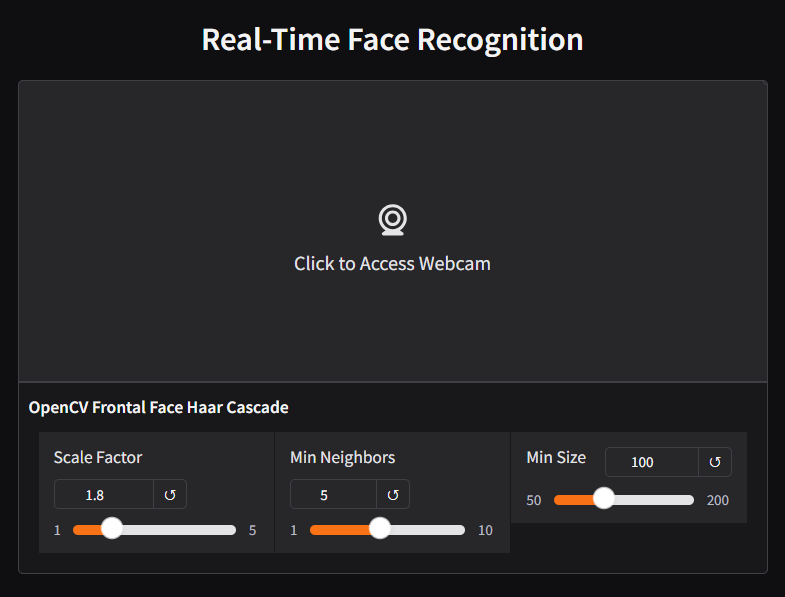 Real-Time Face Recognition
Click to Access Webcam
OpenCV Frontal Face Haar Cascade
Scale Factor
1.8
↺
1
5
Min Neighbors
5
↺
1
10
Min Size
100
↺
50
200